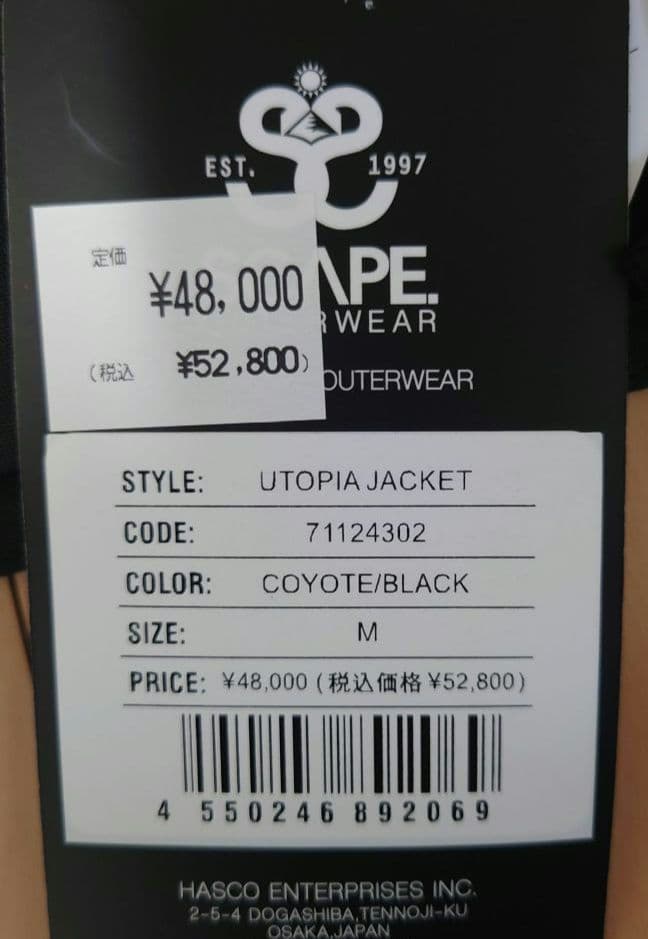 EST. 1997
APE.
RWEAR
定価
¥48,000
(税込 ¥52,800)
OUTERWEAR
STYLE: UTOPIA JACKET
CODE: 71124302
COLOR: COYOTE/BLACK
SIZE: M
PRICE: ¥48,000 (税込価格 ¥52,800)
4 550246 892069
HASCO ENTERPRISES INC.
2-5-4 DOGASHIBA,TENNOJI-KU
OSAKA,JAPAN